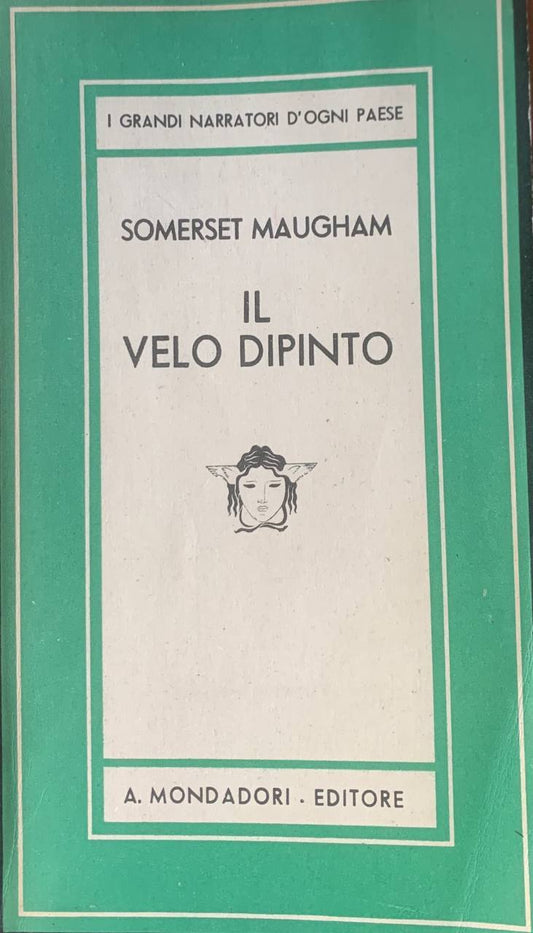 I GRANDI NARRATORI D'OGNI PAESE
SOMERSET MAUGHAM
IL
VELO DIPINTO
A. MONDADORI . EDITORE